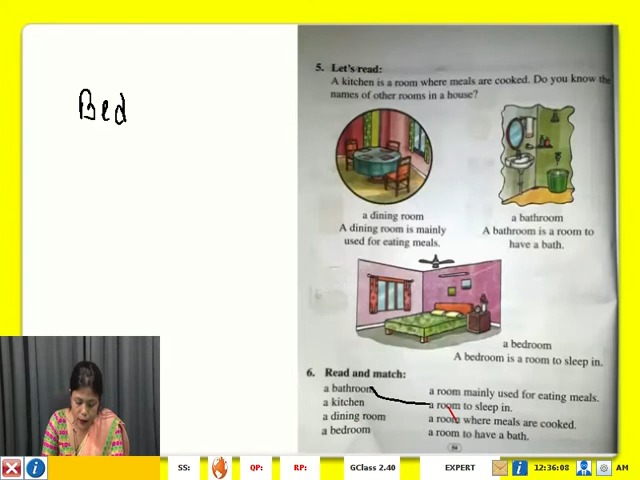 Bed
5. Let's read:
A kitchen is a room where meals are cooked. Do you know the
names of other rooms in a house?
a dining room
A dining room is mainly
used for eating meals.
a bathroom
A bathroom is a room to
have a bath.
a bedroom
A bedroom is a room to sleep in.
6. Read and match:
a bathroom
a kitchen
a dining room
a bedroom
a room mainly used for eating meals.
a room to sleep in.
a room where meals are cooked.
a room to have a bath.
SS:
QP:
RP:
GClass 2.40
EXPERT
12:36:08